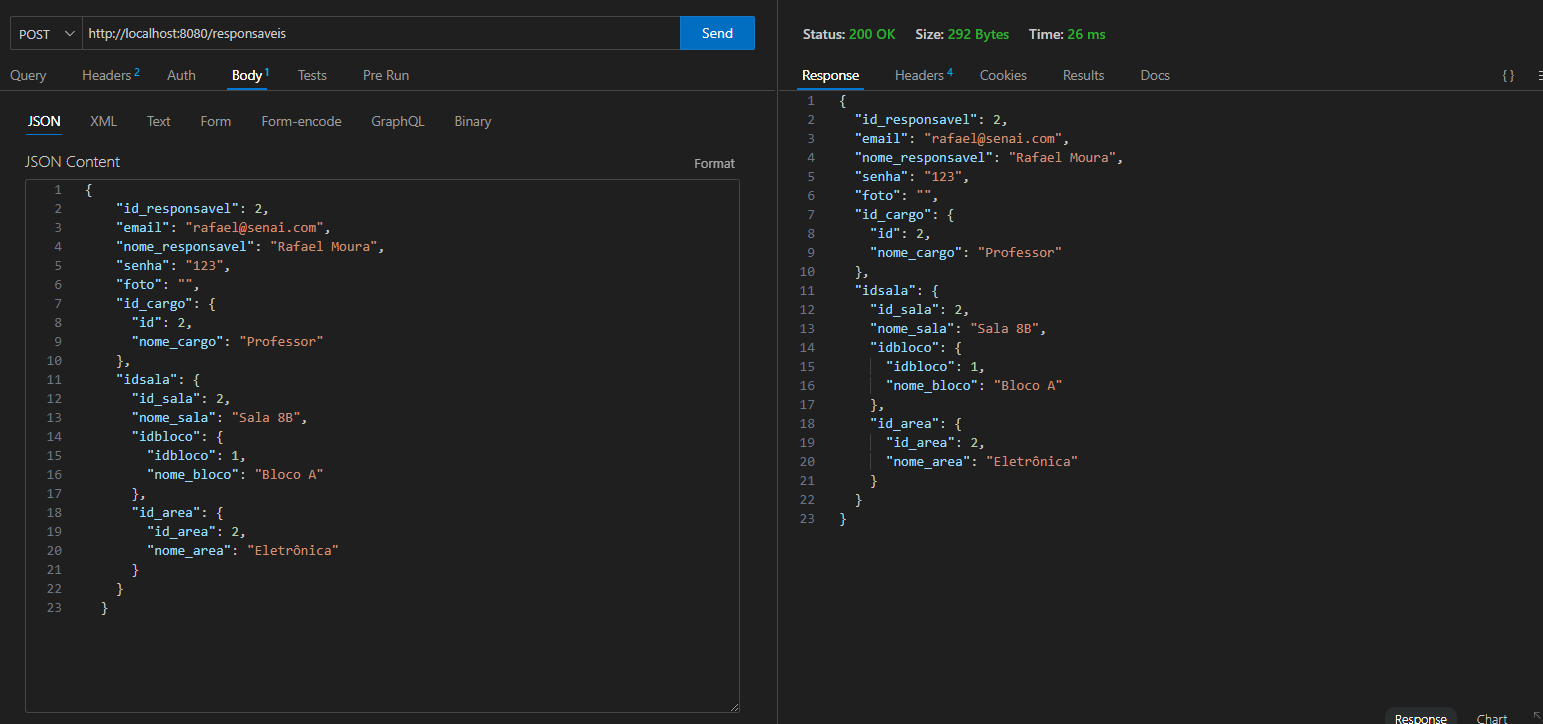 POST http://localhost:8080/responsaveis Send
Query Headers 2 Auth Body 1 Tests Pre Run
JSON XML Text Form Form-encode GraphQL Binary
JSON Content Format
1 {
2 "id_responsavel": 2,
3 "email": "rafael@senai.com",
4 "nome_responsavel": "Rafael Moura",
5 "senha": "123",
6 "foto": "",
7 "id_cargo": {
8 "id": 2,
9 "nome_cargo": "Professor"
10 },
11 "idsala": {
12 "id_sala": 2,
13 "nome_sala": "Sala 8B",
14 "idbloco": {
15 "idbloco": 1,
16 "nome_bloco": "Bloco A"
17 },
18 "id_area": {
19 "id_area": 2,
20 "nome_area": "Eletrônica"
21 }
22 }
23 }
Status: 200 OK Size: 292 Bytes Time: 26 ms
Response Headers 4 Cookies Results Docs { }
1 {
2 "id_responsavel": 2,
3 "email": "rafael@senai.com",
4 "nome_responsavel": "Rafael Moura",
5 "senha": "123",
6 "foto": "",
7 "id_cargo": {
8 "id": 2,
9 "nome_cargo": "Professor"
10 },
11 "idsala": {
12 "id_sala": 2,
13 "nome_sala": "Sala 8B",
14 "idbloco": {
15 "idbloco": 1,
16 "nome_bloco": "Bloco A"
17 },
18 "id_area": {
19 "id_area": 2,
20 "nome_area": "Eletrônica"
21 }
22 }
23 }
Response Chart